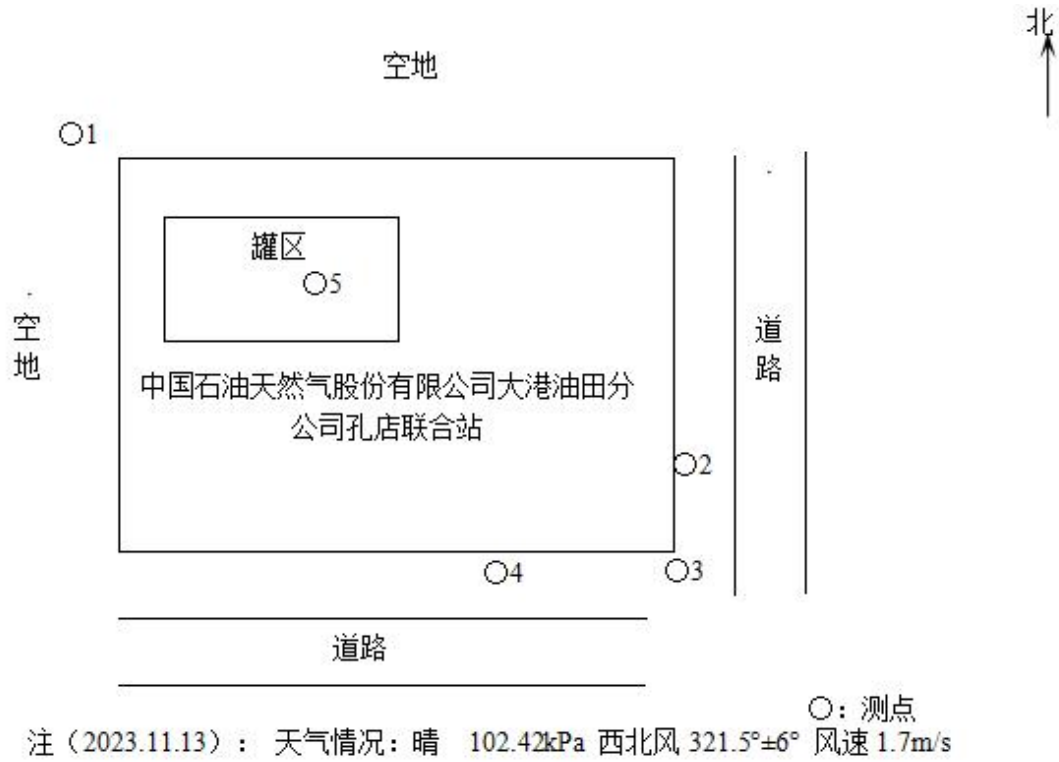 北
空地
○1
罐区
○5
空
地
道
路
中国石油天然气股份有限公司大港油田分
公司孔店联合站
○2
○4
○3
道路
○：测点
注（2023.11.13）： 天气情况：晴 102.42kPa 西北风 321.5°±6° 风速 1.7m/s